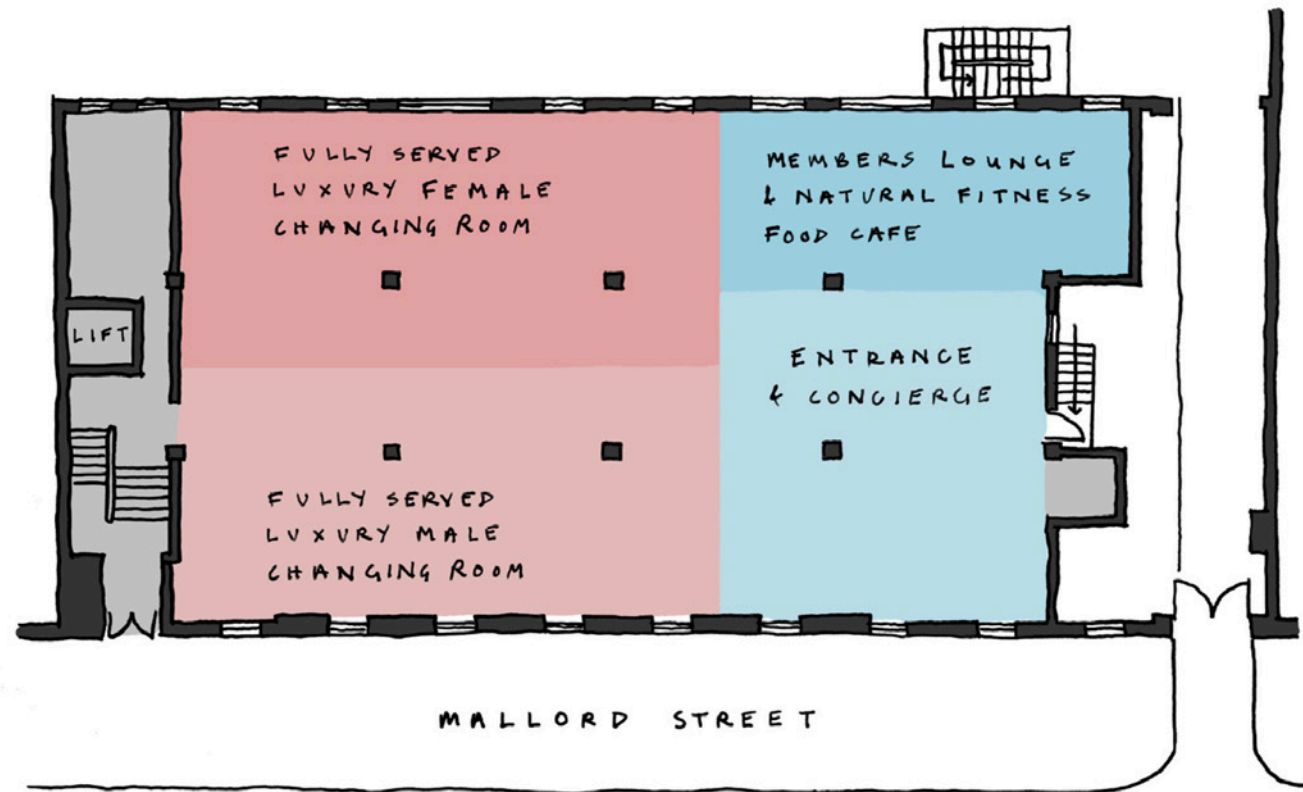 FULLY SERVED
LUXURY FEMALE
CHANGING ROOM
MEMBERS LOUNGE
& NATURAL FITNESS
FOOD CAFE
LIFT
ENTRANCE
& CONCIERGE
FULLY SERVED
LUXURY MALE
CHANGING ROOM
MALLORD STREET